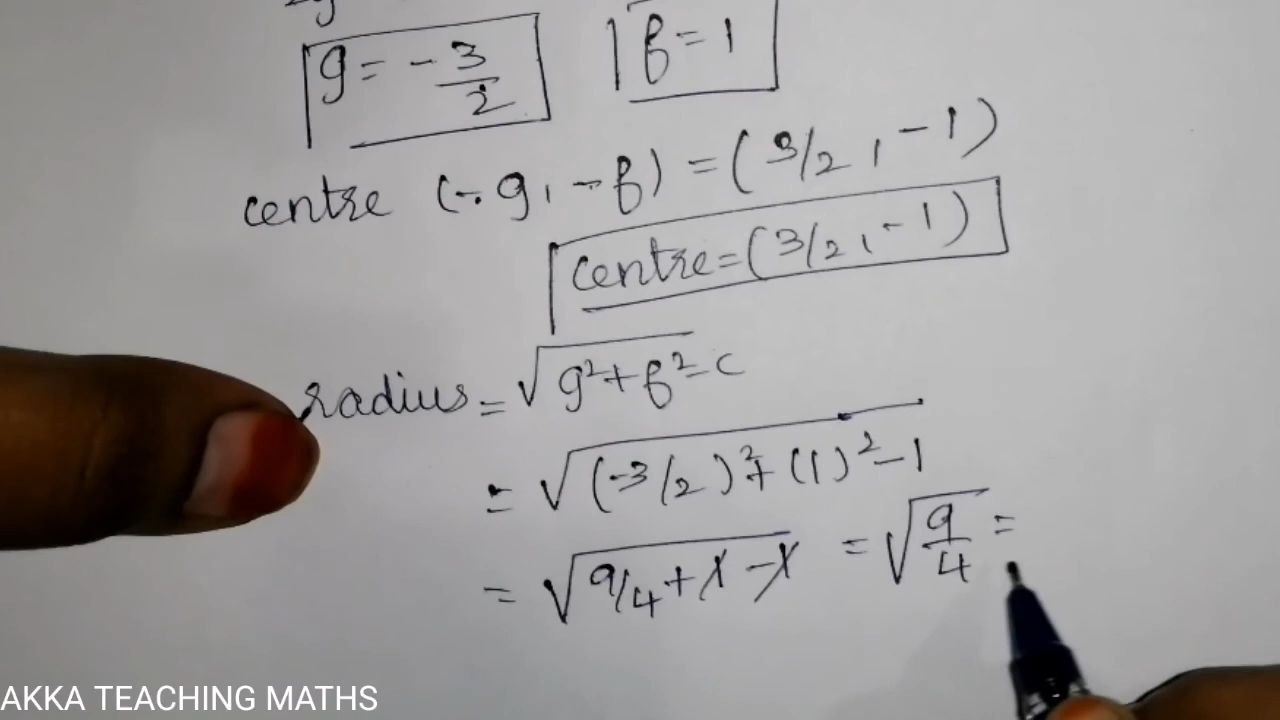 2g
g = -3/2 f = 1
centre (-g, -f) = (3/2, -1)
centre = (3/2, -1)
radius = √g²+f²-c
= √(-3/2)²+(1)²-1
= √9/4+1-1 = √9/4 =
AKKA TEACHING MATHS